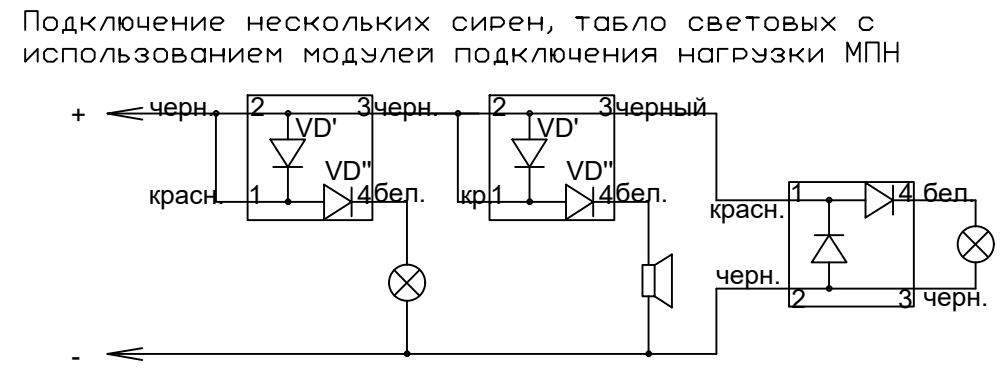 Подключение нескольких сирен, табло световых с
использованием модулей подключения нагрузки МПН
+ черн. 2 3 черн. 2 3 черный
VD' VD'
VD" VD"
красн. 1 4 бел. кр. 1 4 бел.
1 4 бел.
красн.
черн.
2 3 черн.
-